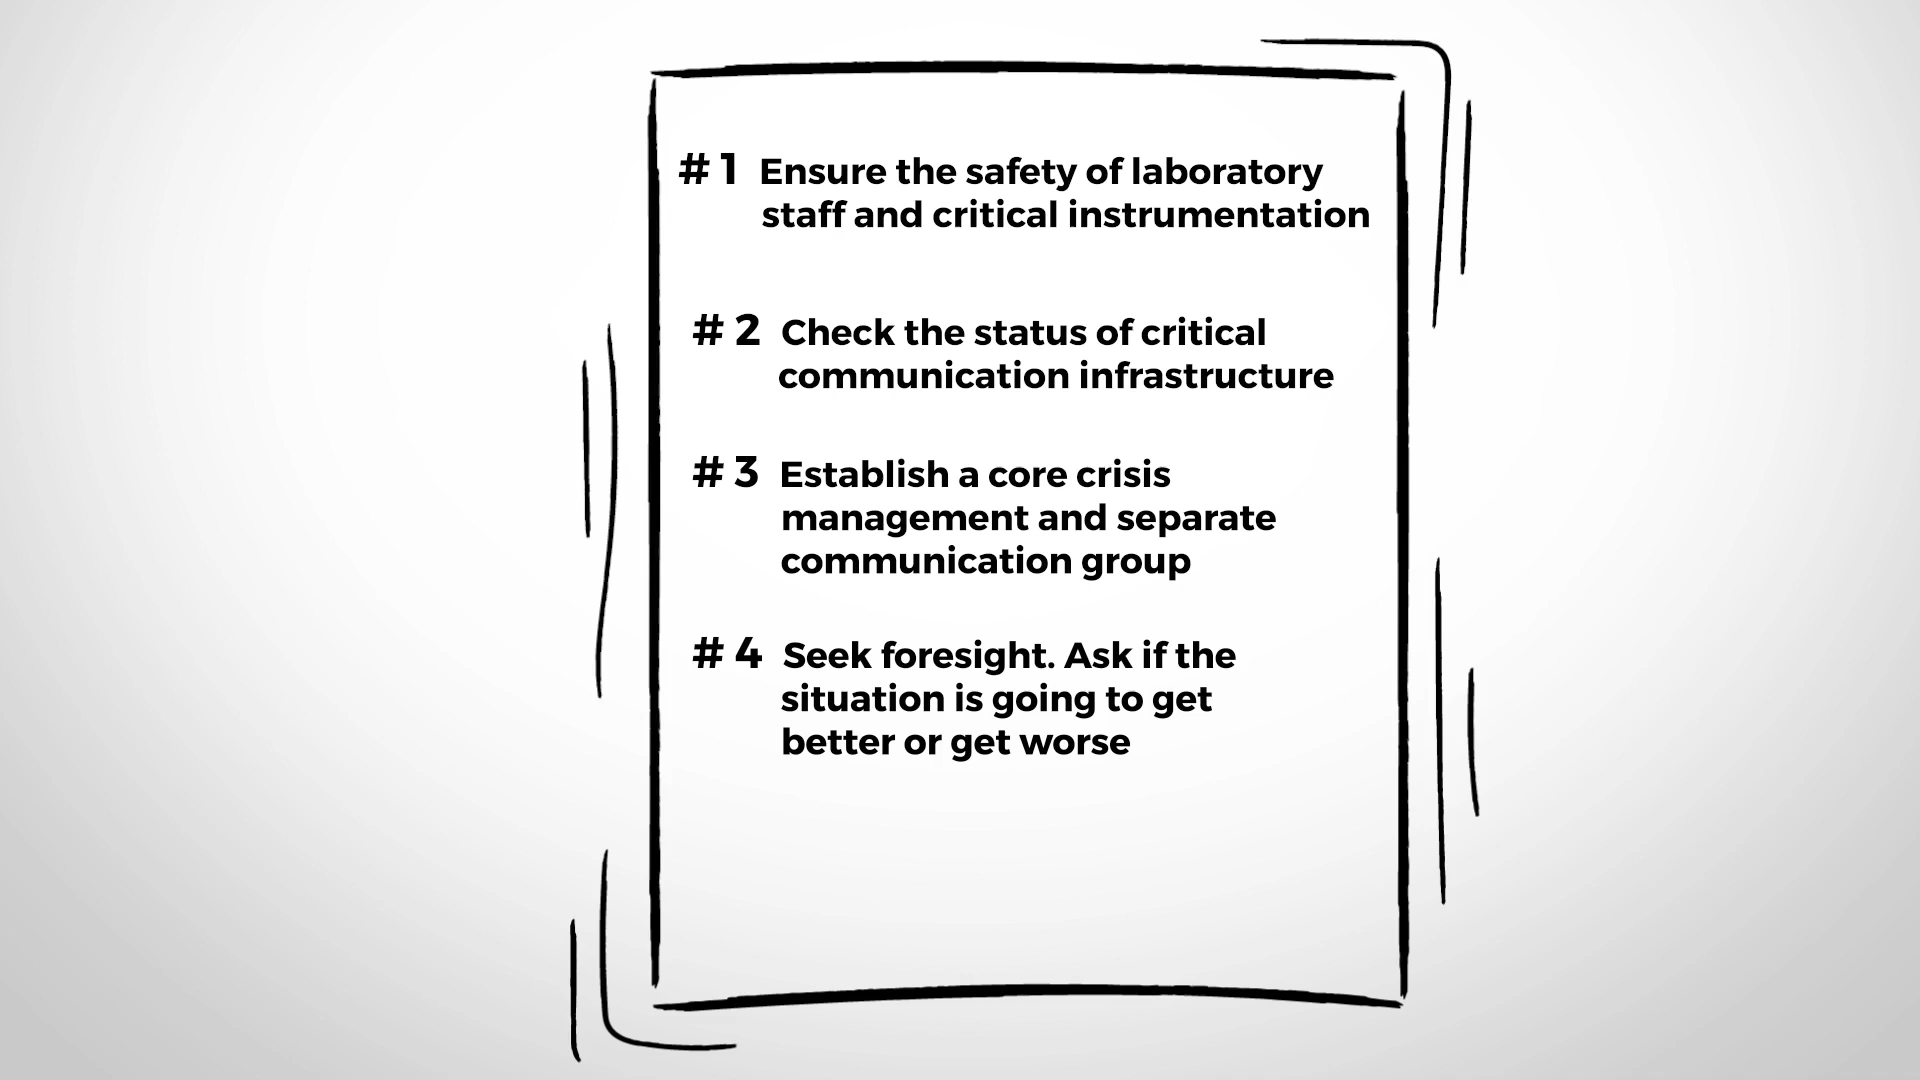 # 1 Ensure the safety of laboratory
staff and critical instrumentation
# 2 Check the status of critical
communication infrastructure
# 3 Establish a core crisis
management and separate
communication group
# 4 Seek foresight. Ask if the
situation is going to get
better or get worse